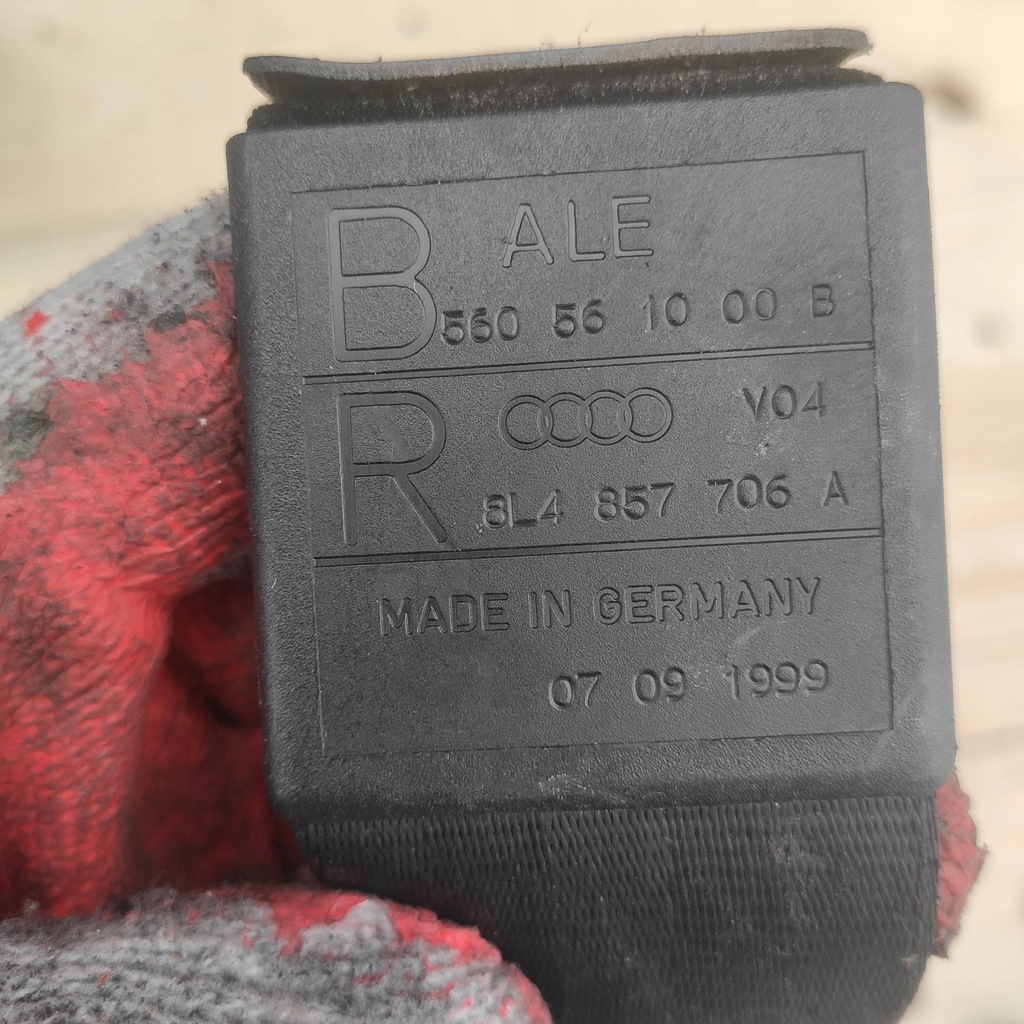 B ALE
560 56 10 00 B
R V04
8L4 857 706 A
MADE IN GERMANY
07 09 1999